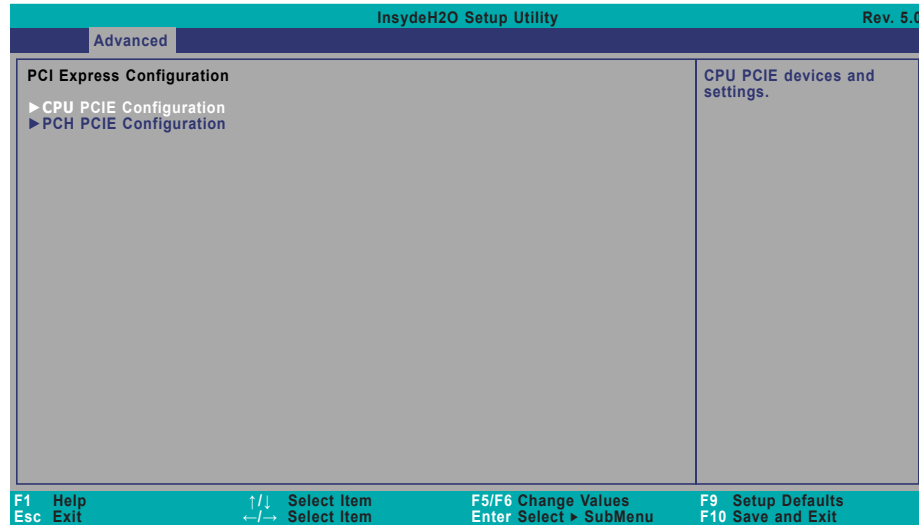 InsydeH2O Setup Utility Rev. 5.0
Advanced
PCI Express Configuration
►CPU PCIE Configuration
►PCH PCIE Configuration
CPU PCIE devices and
settings.
F1 Help ↑/↓ Select Item F5/F6 Change Values F9 Setup Defaults
Esc Exit ←/→ Select Item Enter Select ► SubMenu F10 Save and Exit